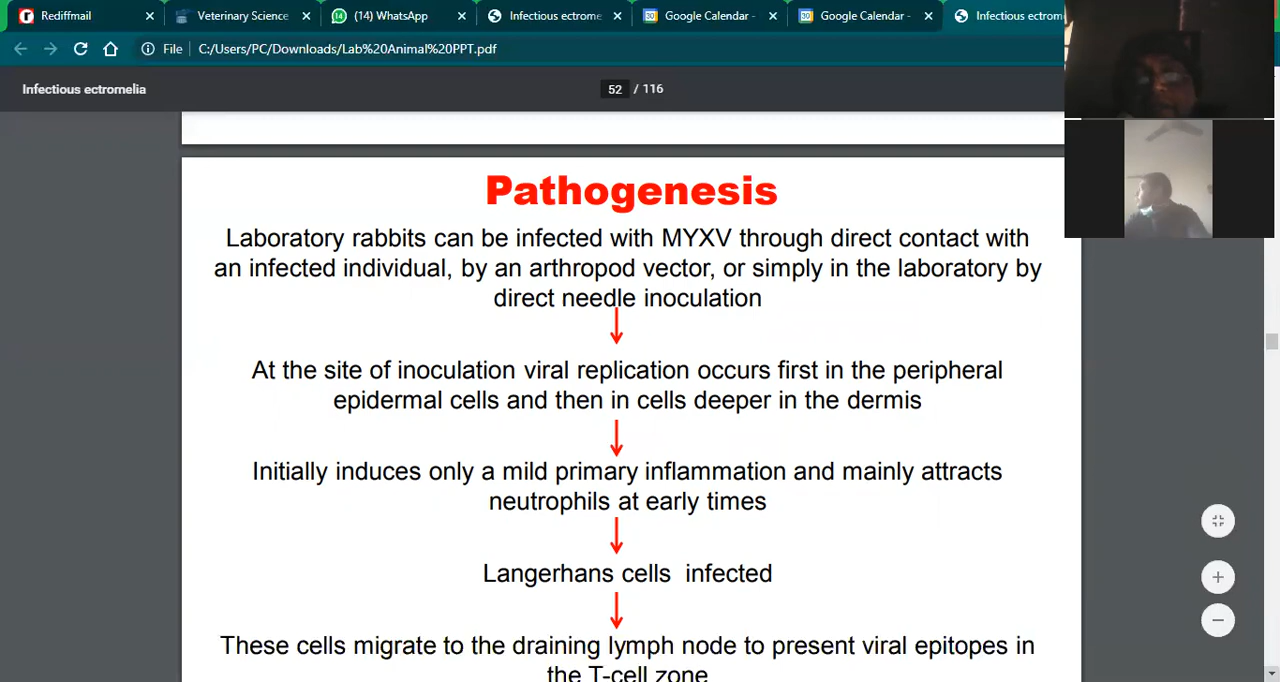 Rediffmail
Veterinary Science
(14) WhatsApp
Infectious ectrome
Google Calendar -
Google Calendar -
Infectious ectrom
File
C:/Users/PC/Downloads/Lab%20Animal%20PPT.pdf
Infectious ectromelia
52 / 116
Pathogenesis
Laboratory rabbits can be infected with MYXV through direct contact with
an infected individual, by an arthropod vector, or simply in the laboratory by
direct needle inoculation
At the site of inoculation viral replication occurs first in the peripheral
epidermal cells and then in cells deeper in the dermis
Initially induces only a mild primary inflammation and mainly attracts
neutrophils at early times
Langerhans cells infected
These cells migrate to the draining lymph node to present viral epitopes in
the T-cell zone